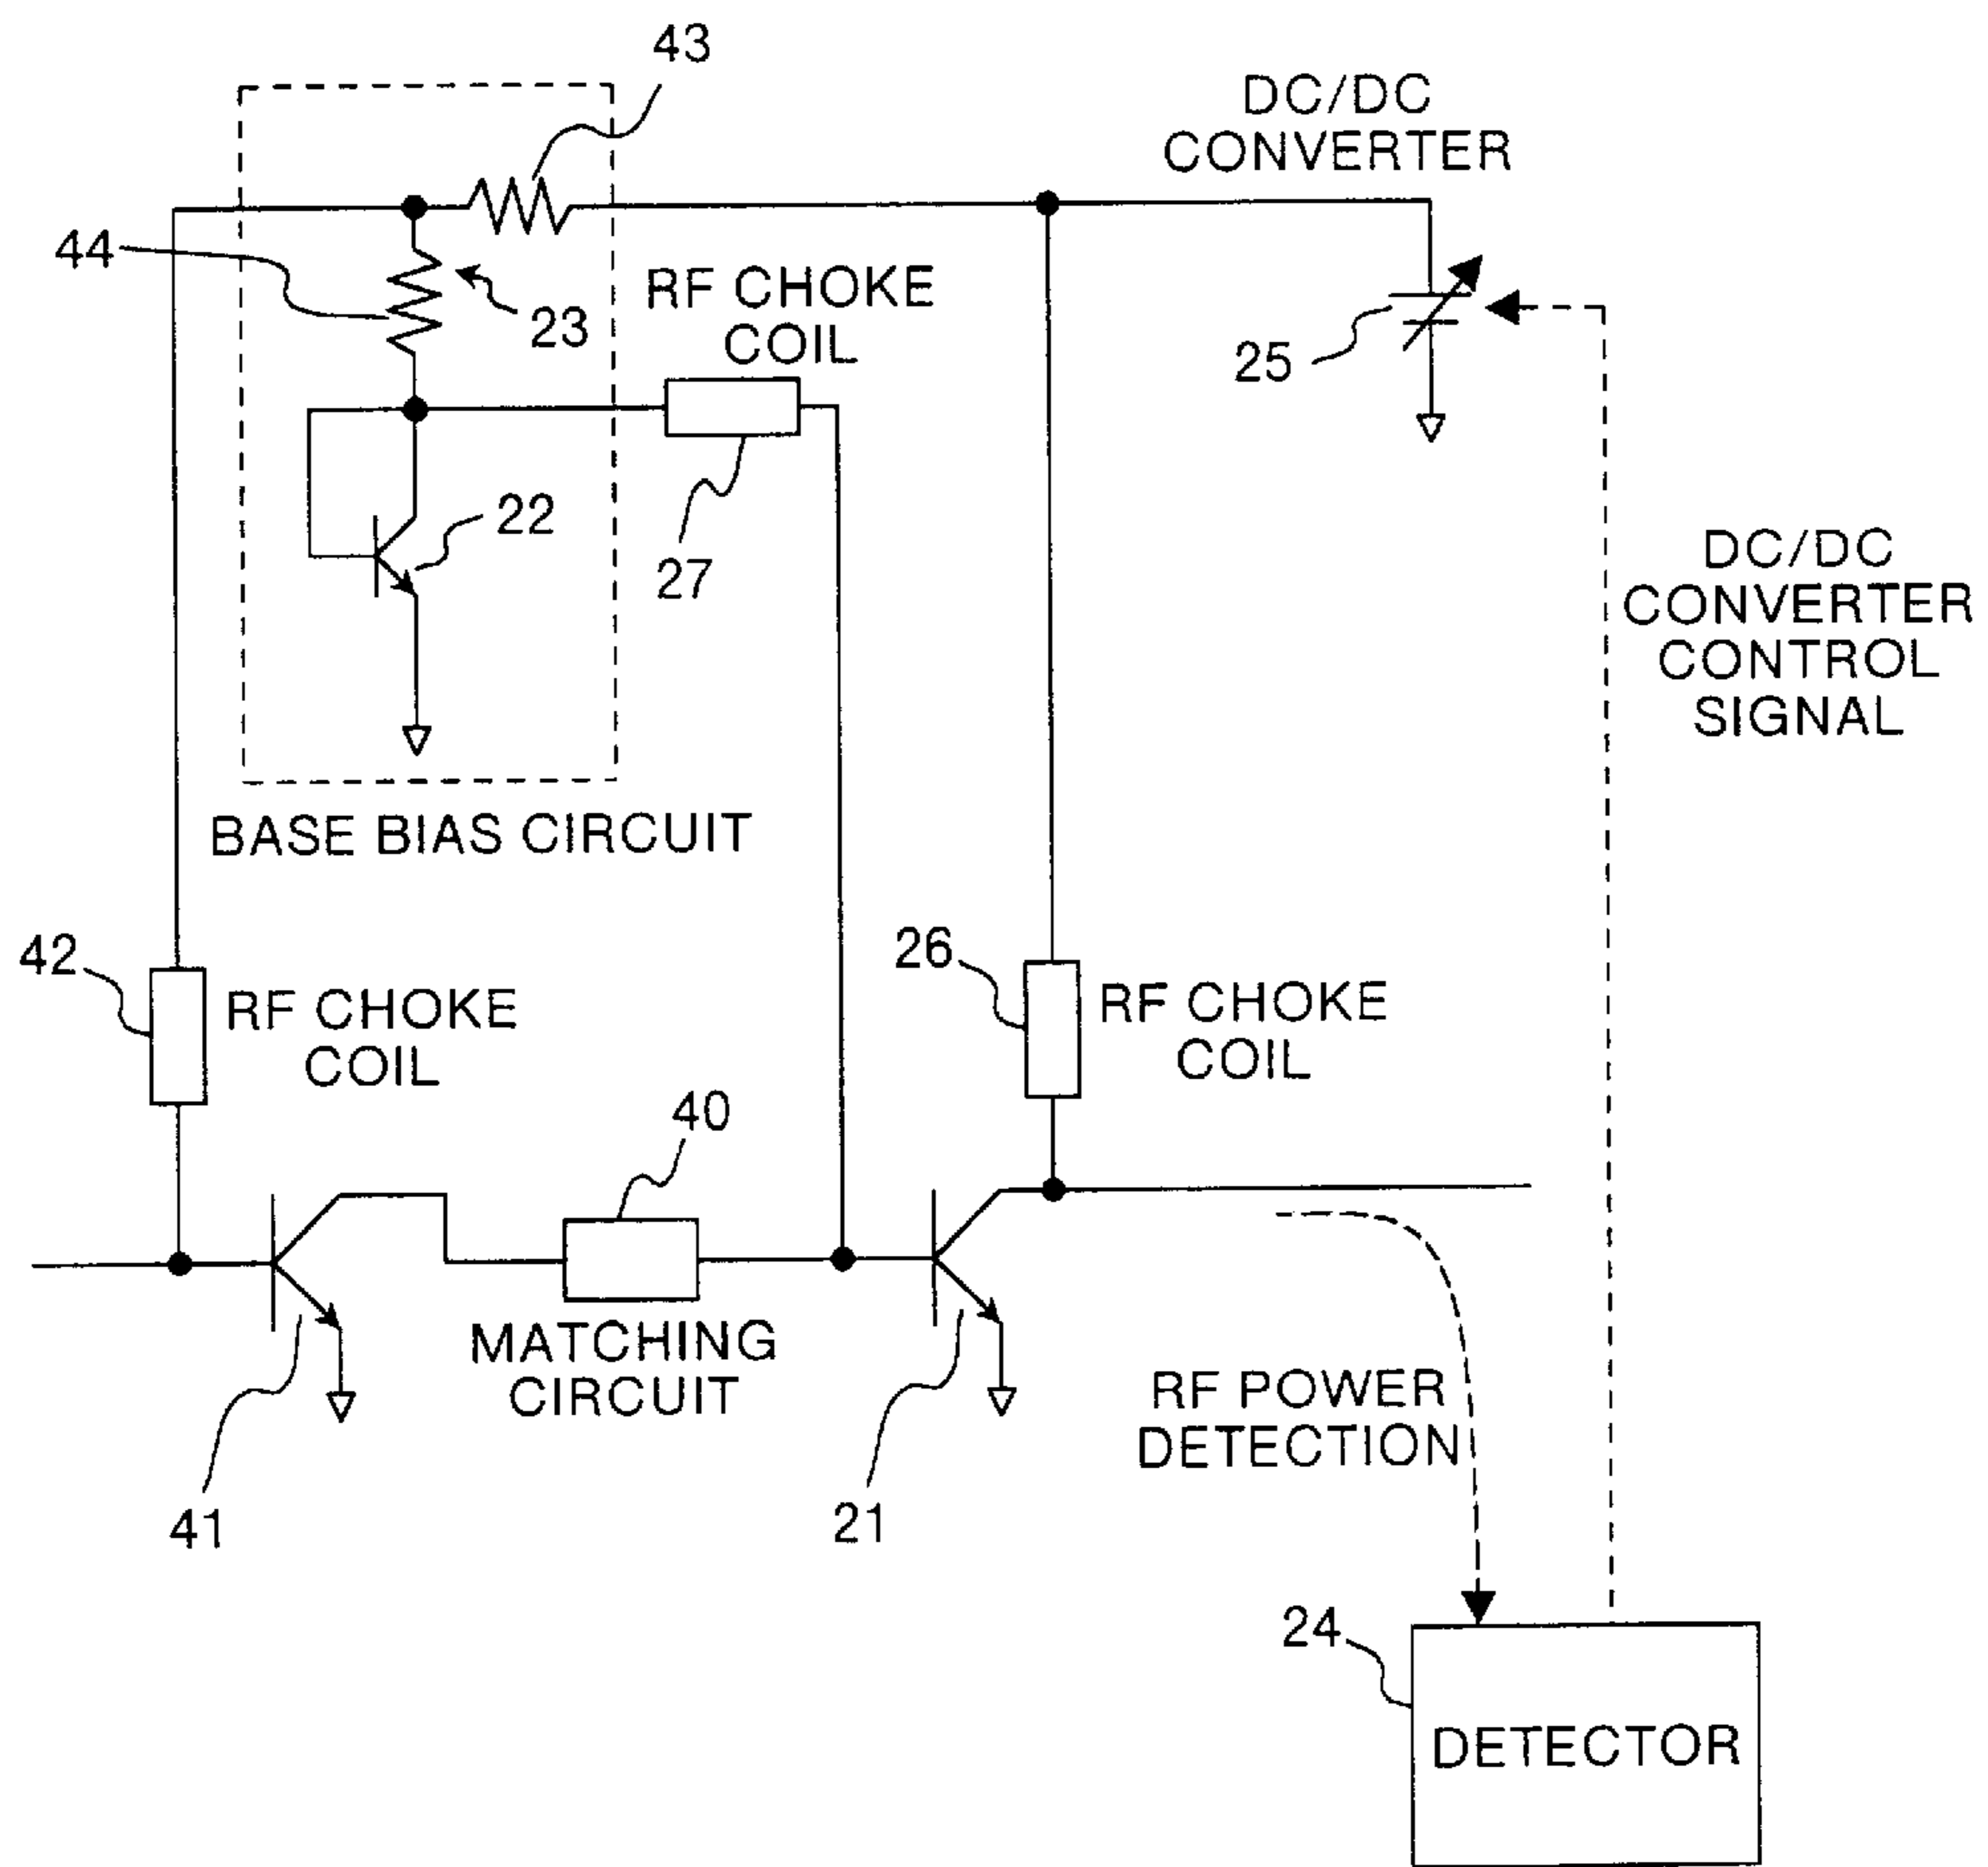 43
DC/DC
CONVERTER
44
RF CHOKE
COIL
23
25
22
27
DC/DC
CONVERTER
CONTROL
SIGNAL
BASE BIAS CIRCUIT
42
RF CHOKE
COIL
26
RF CHOKE
COIL
40
MATCHING
CIRCUIT
41
21
RF POWER
DETECTION
24
DETECTOR